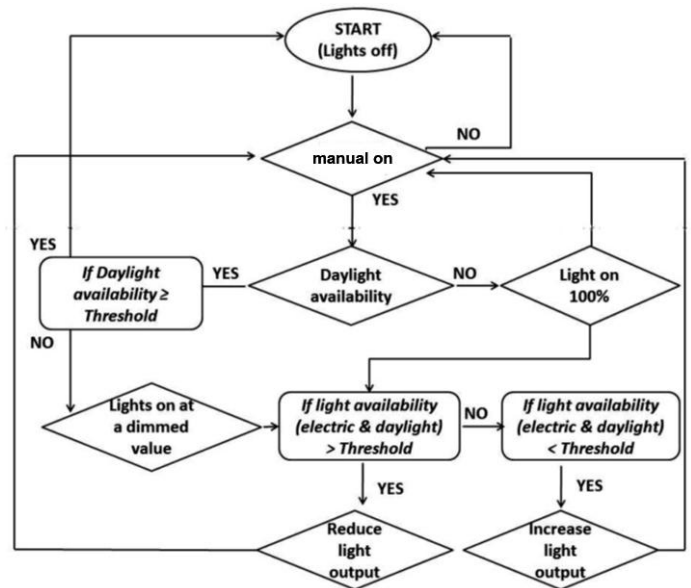 START
(Lights off)
NO
manual on
YES
YES
If Daylight
availability ≥
Threshold
YES
Daylight
availability
NO
Light on
100%
NO
Lights on at
a dimmed
value
If light availability
(electric & daylight)
> Threshold
NO
If light availability
(electric & daylight)
< Threshold
YES
YES
Reduce
light
output
Increase
light
output